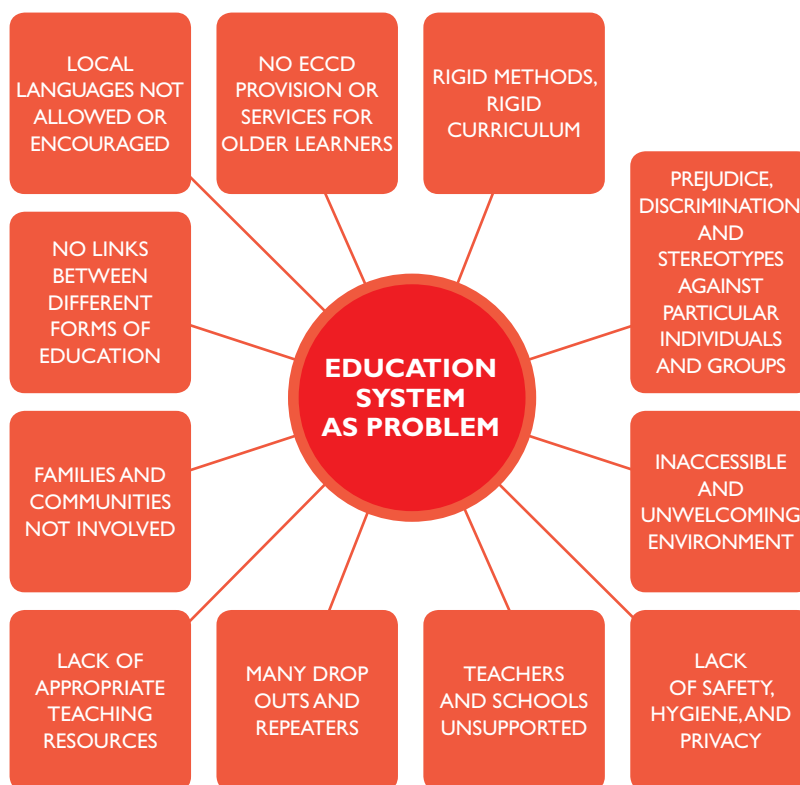 LOCAL
LANGUAGES NOT
ALLOWED OR
ENCOURAGED
NO ECCD
PROVISION OR
SERVICES FOR
OLDER LEARNERS
RIGID METHODS,
RIGID
CURRICULUM
PREJUDICE,
DISCRIMINATION
AND
STEREOTYPES
AGAINST
PARTICULAR
INDIVIDUALS
AND GROUPS
NO LINKS
BETWEEN
DIFFERENT
FORMS OF
EDUCATION
EDUCATION
SYSTEM
AS PROBLEM
FAMILIES AND
COMMUNITIES
NOT INVOLVED
INACCESSIBLE
AND
UNWELCOMING
ENVIRONMENT
LACK OF
APPROPRIATE
TEACHING
RESOURCES
MANY DROP
OUTS AND
REPEATERS
TEACHERS
AND SCHOOLS
UNSUPPORTED
LACK
OF SAFETY,
HYGIENE, AND
PRIVACY